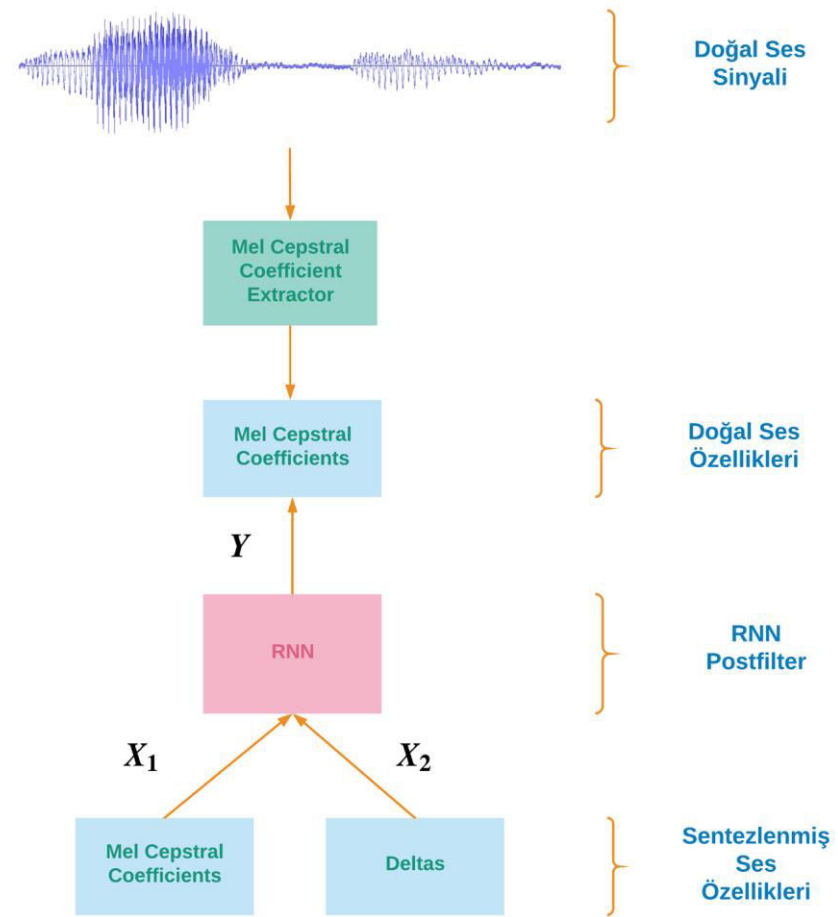 Doğal Ses
Sinyali
Mel Cepstral
Coefficient
Extractor
Mel Cepstral
Coefficients
Doğal Ses
Özellikleri
Y
RNN
RNN
Postfilter
X₁
X₂
Mel Cepstral
Coefficients
Deltas
Sentezlenmiş
Ses
Özellikleri